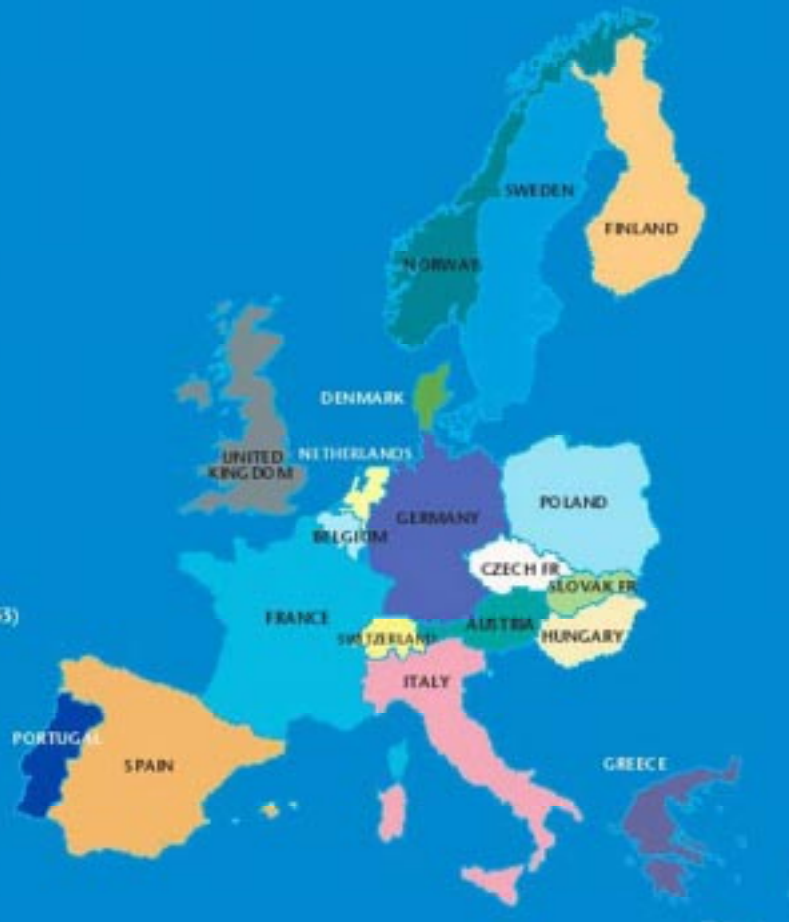 SWEDEN
FINLAND
NORWAY
DENMARK
NETHERLANDS
UNITED
KINGDOM
POLAND
GERMANY
BELGIUM
CZECH FR
SLOVAK FR
53)
FRANCE
AUSTRIA
SWITZERLAND
HUNGARY
ITALY
PORTUGAL
SPAIN
GREECE